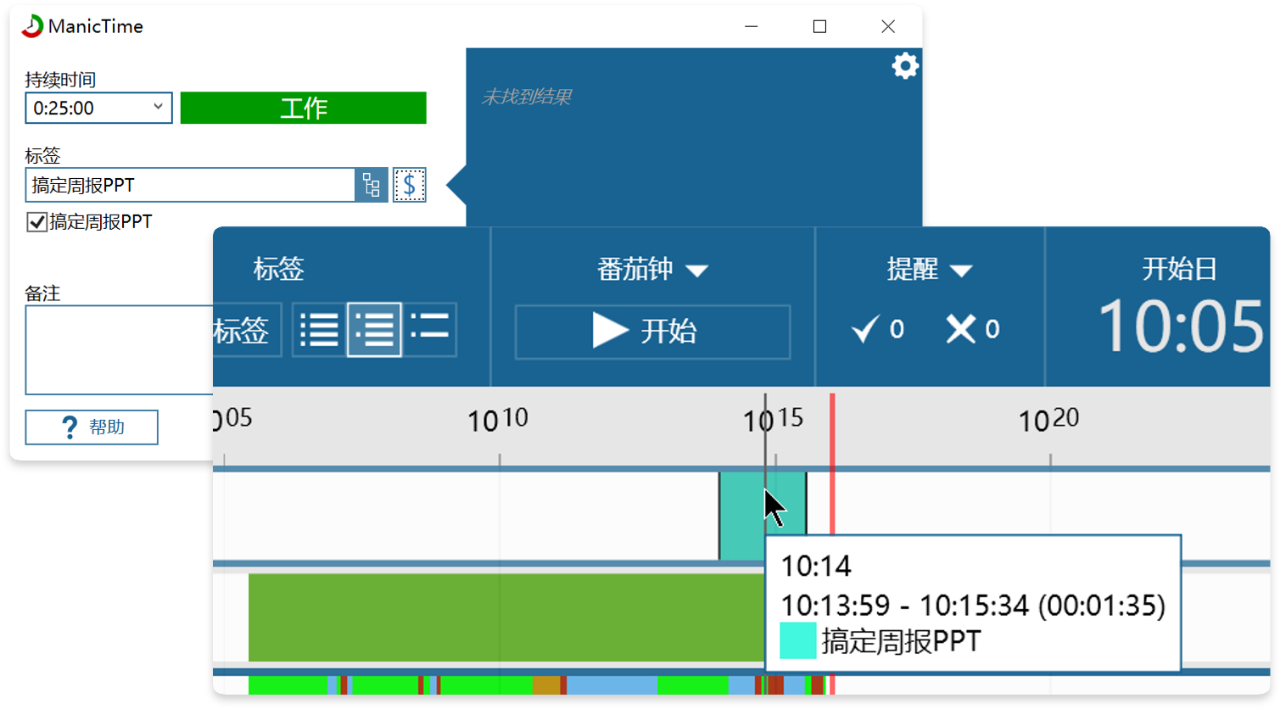 ManicTime
持续时间
0:25:00
工作
未找到结果
标签
搞定周报PPT
$
搞定周报PPT
备注
? 帮助
标签
番茄钟
提醒
开始日
标签
开始
0
0
10:05
05
10 10
10 15
10 20
10:14
10:13:59 - 10:15:34 (00:01:35)
搞定周报PPT